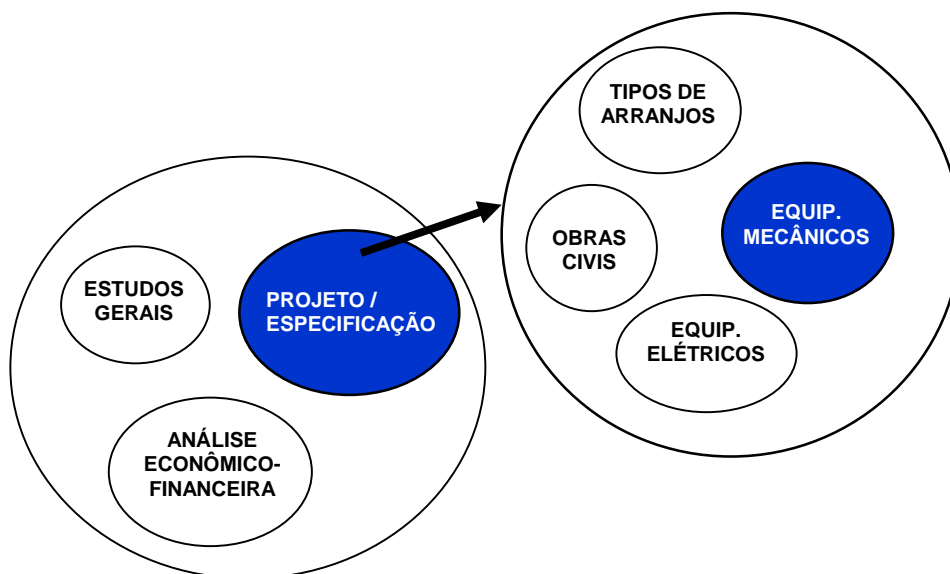 TIPOS DE
ARRANJOS
EQUIP.
MECÂNICOS
OBRAS
CIVIS
EQUIP.
ELÉTRICOS
ESTUDOS
GERAIS
PROJETO /
ESPECIFICAÇÃO
ANÁLISE
ECONÔMICO-
FINANCEIRA